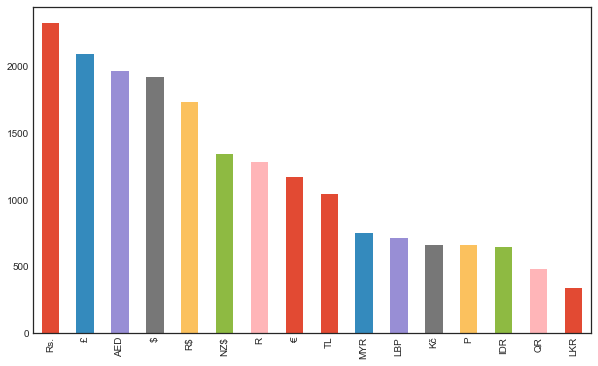 2000
1500
1000
500
0
Rs.
£
AED
$
R$
NZ$
R
€
TL
MYR
LBP
Kč
P
IDR
QR
LKR